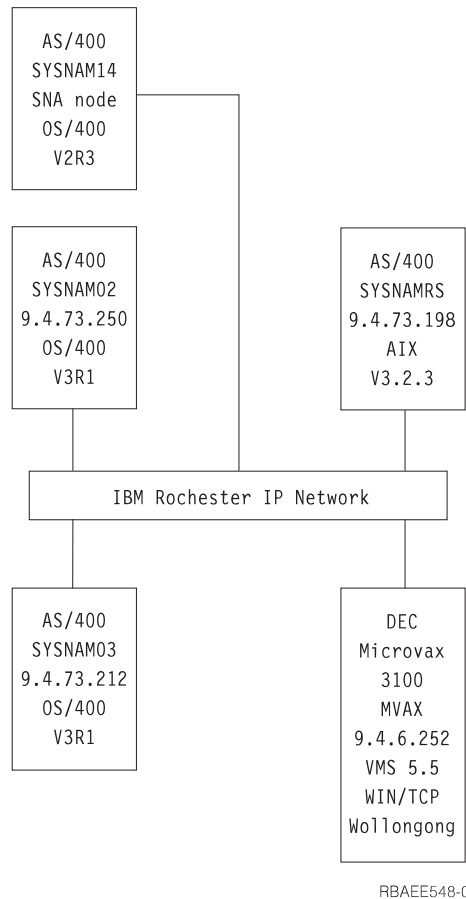 AS/400
SYSNAM14
SNA node
OS/400
V2R3
AS/400
SYSNAM02
9.4.73.250
OS/400
V3R1
AS/400
SYSNAMRS
9.4.73.198
AIX
V3.2.3
IBM Rochester IP Network
AS/400
SYSNAM03
9.4.73.212
OS/400
V3R1
DEC
Microvax
3100
MVAX
9.4.6.252
VMS 5.5
WIN/TCP
Wollongong
RBAEE548-0